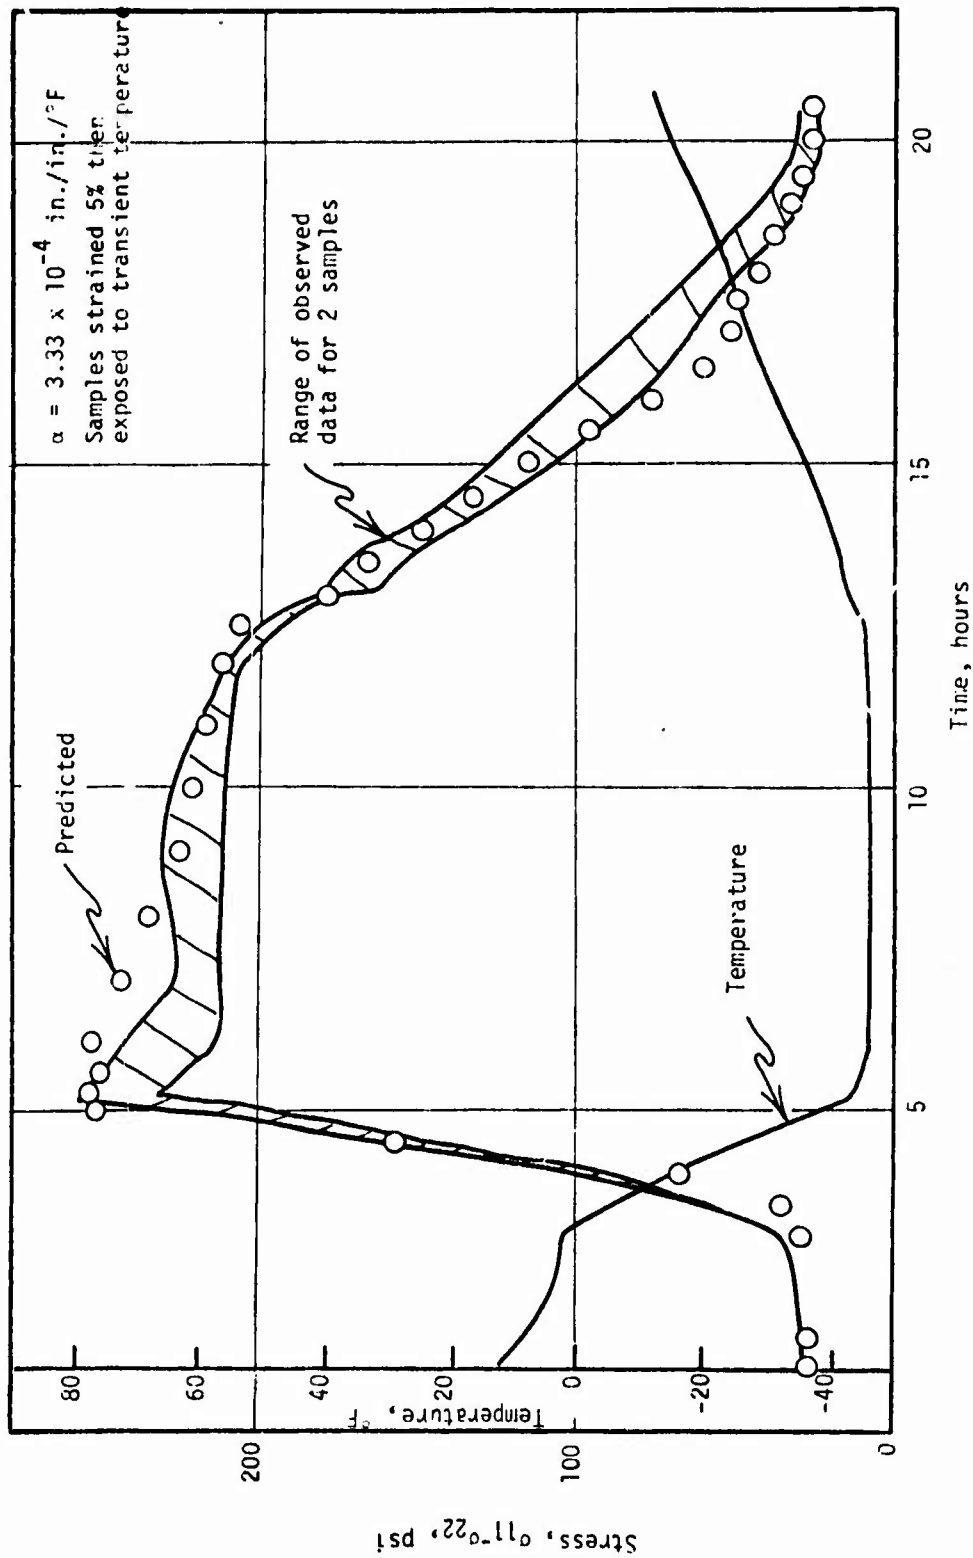 α = 3.33 x 10⁻⁴ in./in./°F
Samples strained 5% then
exposed to transient temperature
Predicted
Range of observed
data for 2 samples
Temperature
Stress, σ11-σ22, psi
200
100
0
Temperature, °F
80
60
40
20
0
-20
-40
5
10
15
20
Time, hours